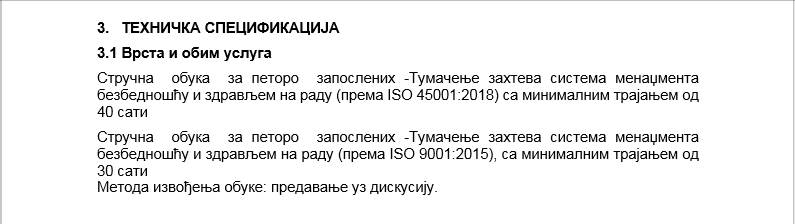 3. ТЕХНИЧКА СПЕЦИФИКАЦИЈА
3.1 Врста и обим услуга
Стручна обука за петоро запослених -Тумачење захтева система менаџмента
безбедношћу и здрављем на раду (према ISO 45001:2018) са минималним трајањем од
40 сати
Стручна обука за петоро запослених -Тумачење захтева система менаџмента
безбедношћу и здрављем на раду (према ISO 9001:2015), са минималним трајањем од
30 сати
Метода извођења обуке: предавање уз дискусију.